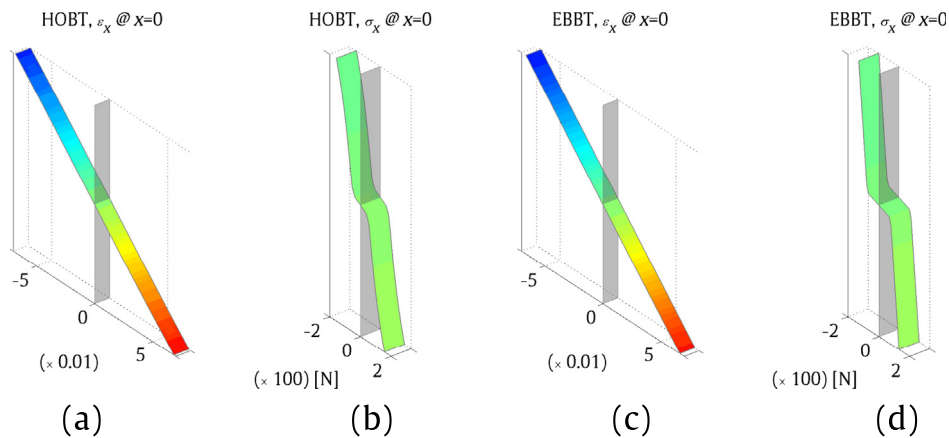 HOBT, εx @ x=0
HOBT, σx @ x=0
EBBT, εx @ x=0
EBBT, σx @ x=0
-5
0
5
(× 0.01)
-2
0
2
(× 100) [N]
-5
0
5
(× 0.01)
-2
0
2
(× 100) [N]
(a)
(b)
(c)
(d)